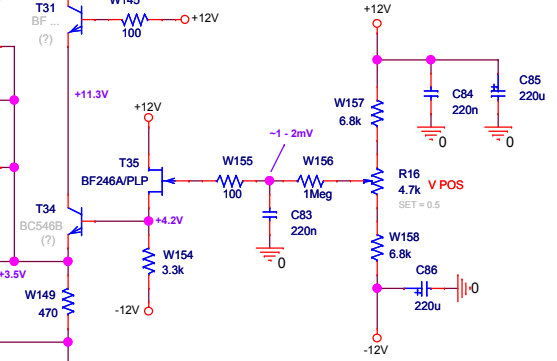 W145
T31
BF ...
(?)
100
+12V
+12V
C84
220n
C85
220u
0
0
W157
6.8k
+11.3V
+12V
~1 - 2mV
T35
BF246A/PLP
W155
100
W156
1Meg
R16
4.7k
V POS
SET = 0.5
T34
BC546B
(?)
+4.2V
C83
220n
0
W154
3.3k
W158
6.8k
+3.5V
W149
470
-12V
C86
220u
0
-12V